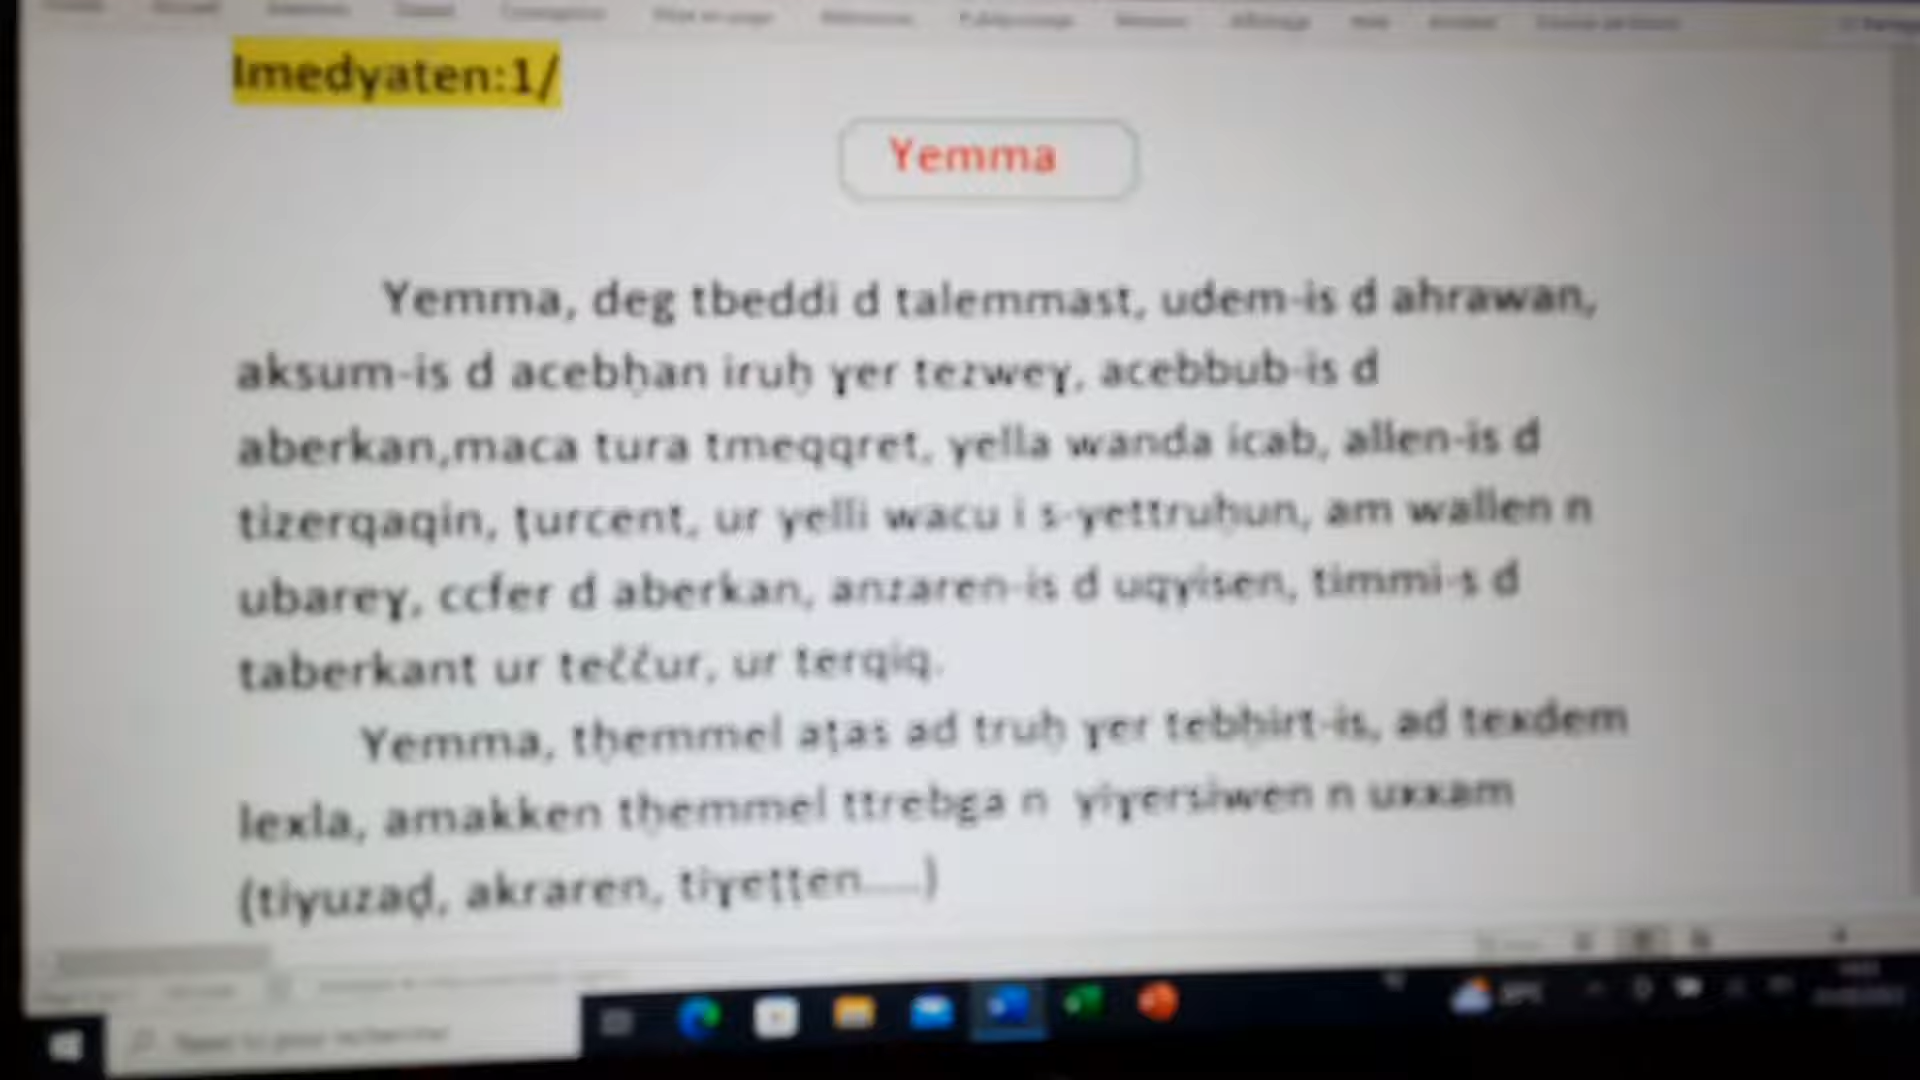 Imedyaten:1/
Yemma
Yemma, deg tbeddi d talemmast, udem-is d ahrawan,
aksum-is d acebḥan iruḥ ɣer tezweɣ, acebbub-is d
aberkan,maca tura tmeqqret, yella wanda icab, allen-is d
tizerqaqin, ṭurcent, ur yelli wacu i s-yettruḥun, am wallen n
ubareɣ, ccfer d aberkan, anzaren-is d uqyisen, timmi-s d
taberkant ur teččur, ur terqiq.
Yemma, tḥemmel aṭas ad truḥ ɣer tebḥirt-is, ad texdem
lexla, amakken tḥemmel ttrebga n yiɣersiwen n uxxam
(tiyuzaḍ, akraren, tiɣeṭṭen.....)